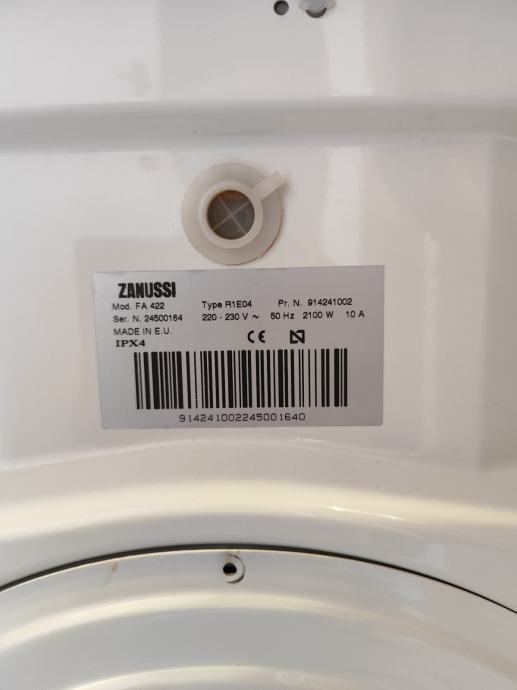 ZANUSSI
Mod. FA 422 Type R1E04 Pr. N. 914241002
Ser. N. 24500164 220 - 230 V ~ 50 Hz 2100 W 10 A
MADE IN E.U.
IPX4
CE N
914241002245001640